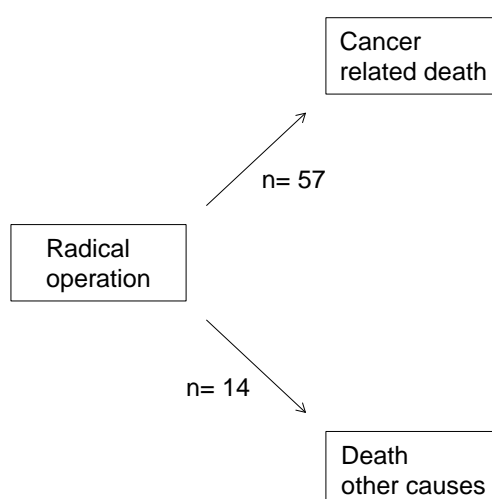 Cancer
related death
n= 57
Radical
operation
n= 14
Death
other causes